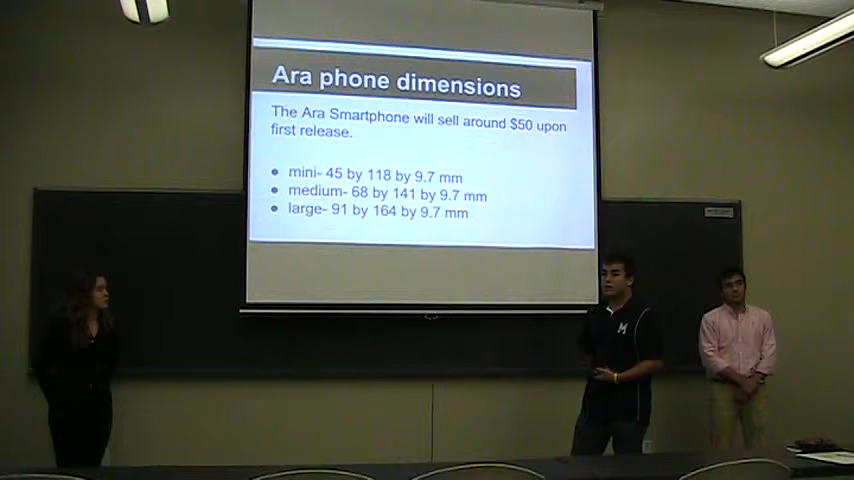 Ara phone dimensions
The Ara Smartphone will sell around $50 upon
first release.
● mini- 45 by 118 by 9.7 mm
● medium- 68 by 141 by 9.7 mm
● large- 91 by 164 by 9.7 mm
M